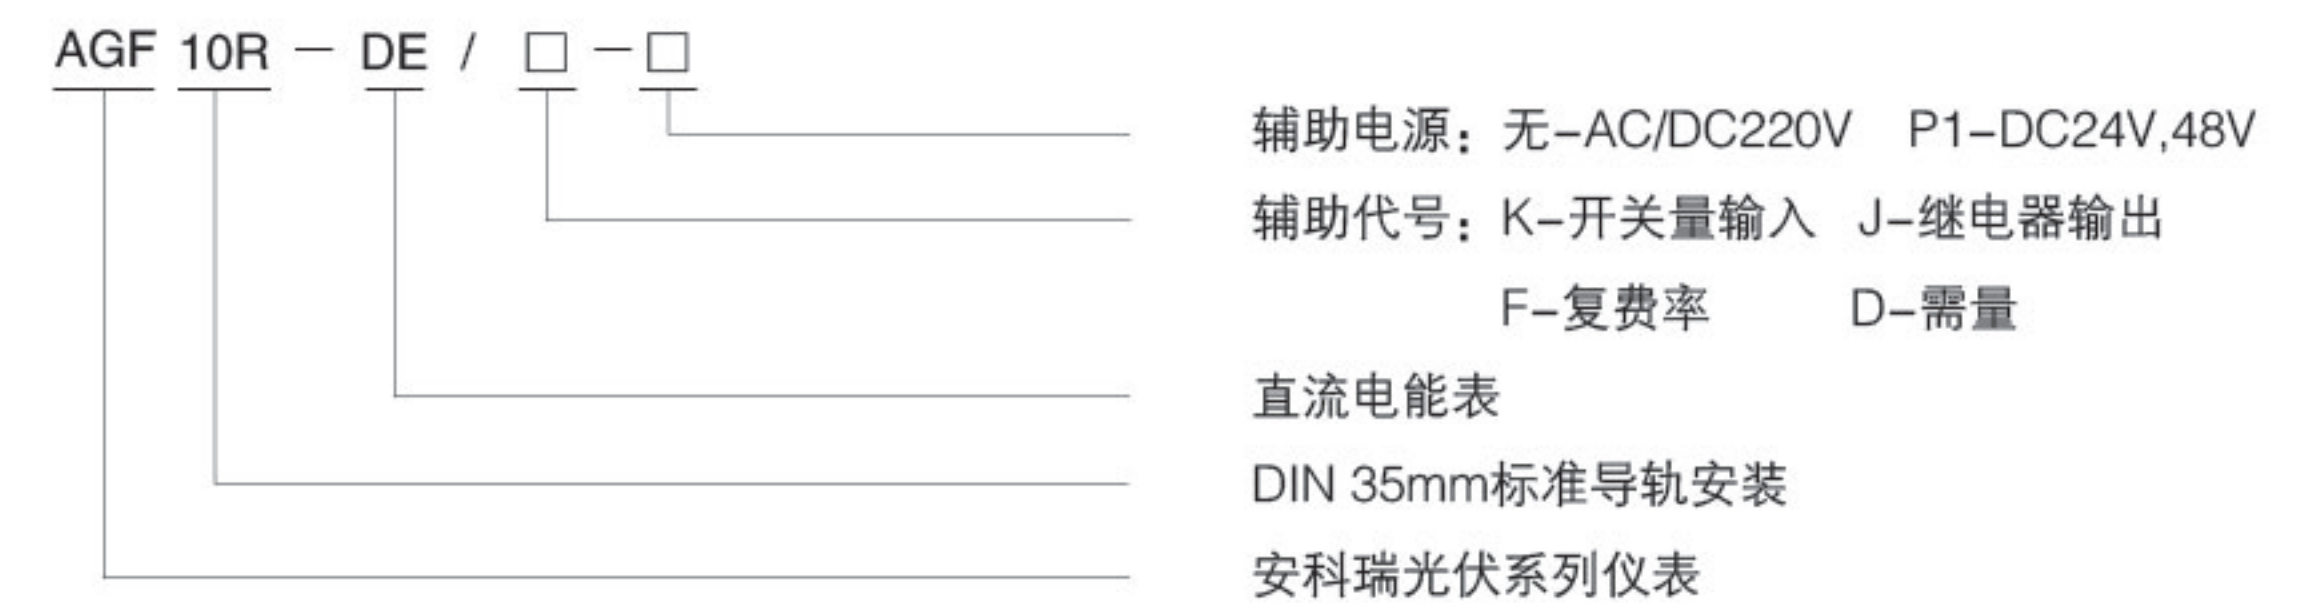 AGF 10R — DE / □ — □
辅助电源：无-AC/DC220V P1-DC24V,48V
辅助代号：K-开关量输入 J-继电器输出
F-复费率 D-需量
直流电能表
DIN 35mm标准导轨安装
安科瑞光伏系列仪表